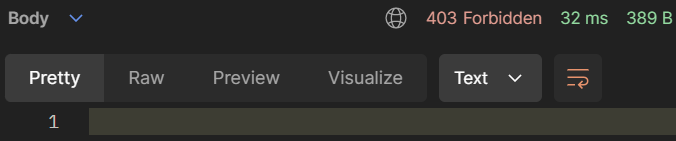 Body 403 Forbidden 32 ms 389 B
Pretty Raw Preview Visualize Text
1